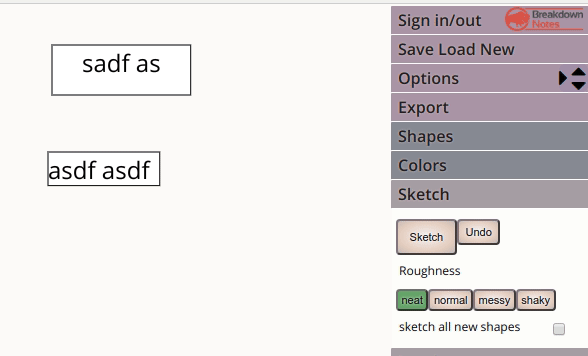 sadf as
asdf asdf
Sign in/out
Breakdown
Notes
Save Load New
Options
Export
Shapes
Colors
Sketch
Sketch Undo
Roughness
neat normal messy shaky
sketch all new shapes